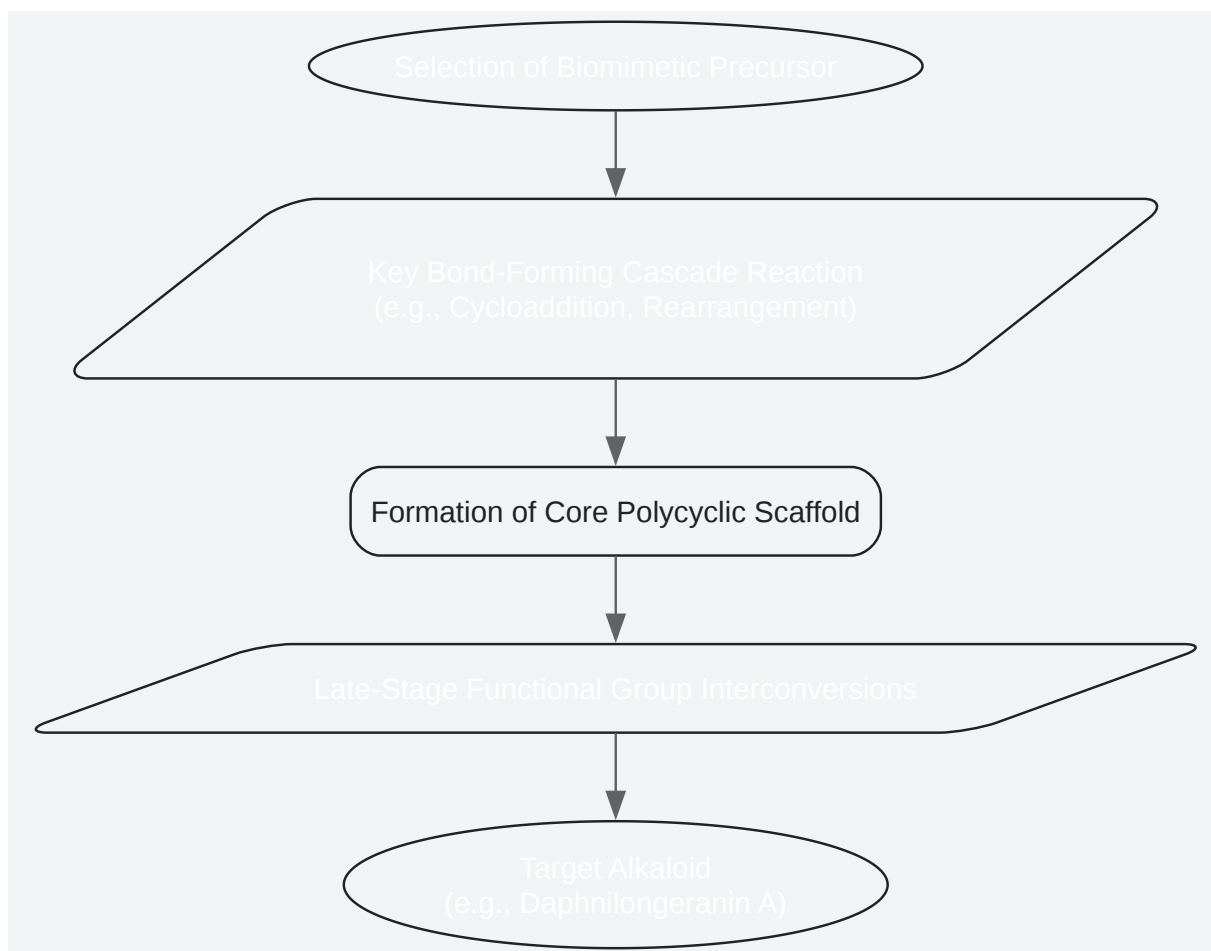 Selection of Biomimetic Precursor
Key Bond-Forming Cascade Reaction
(e.g., Cycloaddition, Rearrangement)
Formation of Core Polycyclic Scaffold
Late-Stage Functional Group Interconversions
Target Alkaloid
(e.g., Daphnilongeranin A)